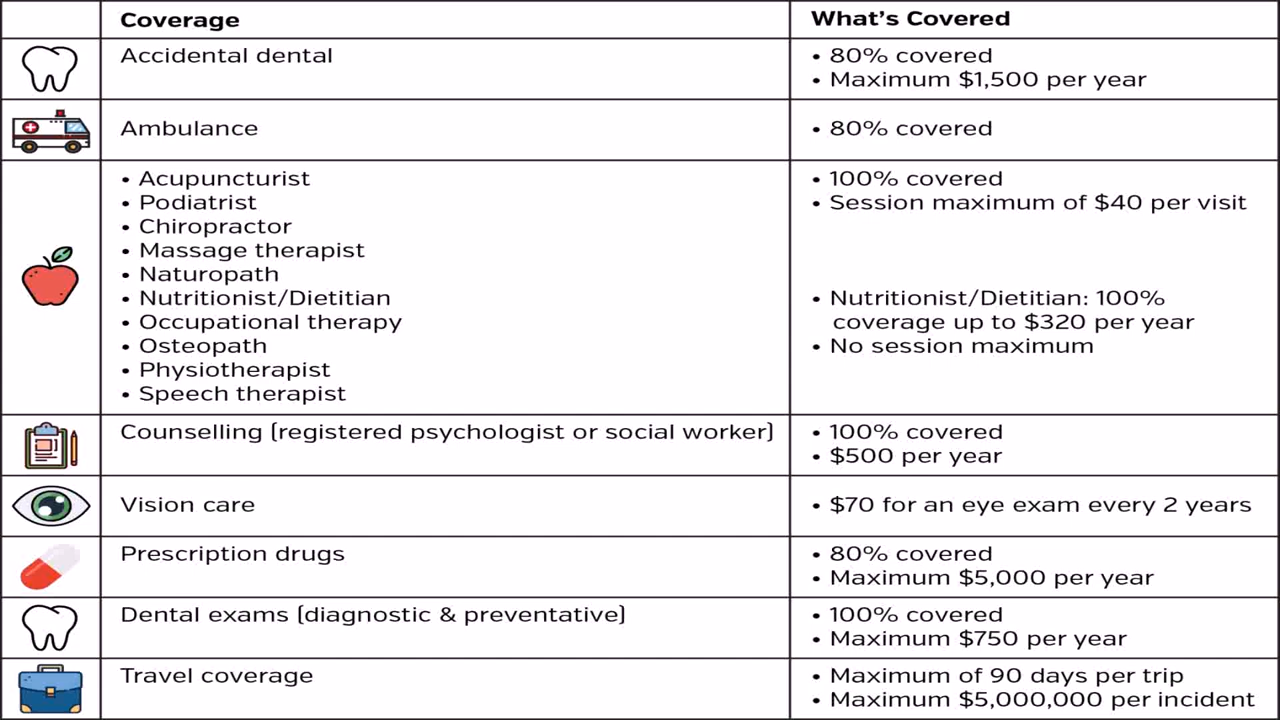 Coverage
What's Covered
Accidental dental
• 80% covered
• Maximum $1,500 per year
Ambulance
• 80% covered
• Acupuncturist
• Podiatrist
• Chiropractor
• Massage therapist
• Naturopath
• Nutritionist/Dietitian
• Occupational therapy
• Osteopath
• Physiotherapist
• Speech therapist
• 100% covered
• Session maximum of $40 per visit
• Nutritionist/Dietitian: 100%
coverage up to $320 per year
• No session maximum
Counselling (registered psychologist or social worker)
• 100% covered
• $500 per year
Vision care
• $70 for an eye exam every 2 years
Prescription drugs
• 80% covered
• Maximum $5,000 per year
Dental exams (diagnostic & preventative)
• 100% covered
• Maximum $750 per year
Travel coverage
• Maximum of 90 days per trip
• Maximum $5,000,000 per incident